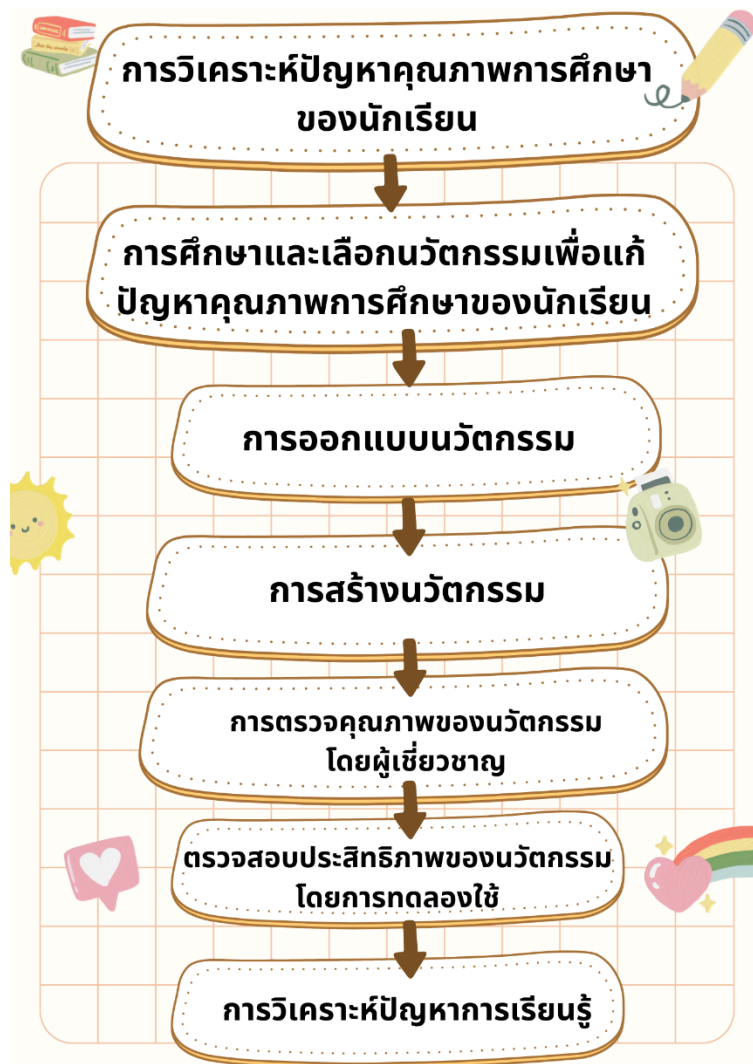 การวิเคราะห์ปัญหาคุณภาพการศึกษา
ของนักเรียน
การศึกษาและเลือกนวัตกรรมเพื่อแก้
ปัญหาคุณภาพการศึกษาของนักเรียน
การออกแบบนวัตกรรม
การสร้างนวัตกรรม
การตรวจคุณภาพของนวัตกรรม
โดยผู้เชี่ยวชาญ
ตรวจสอบประสิทธิภาพของนวัตกรรม
โดยการทดลองใช้
การวิเคราะห์ปัญหาการเรียนรู้